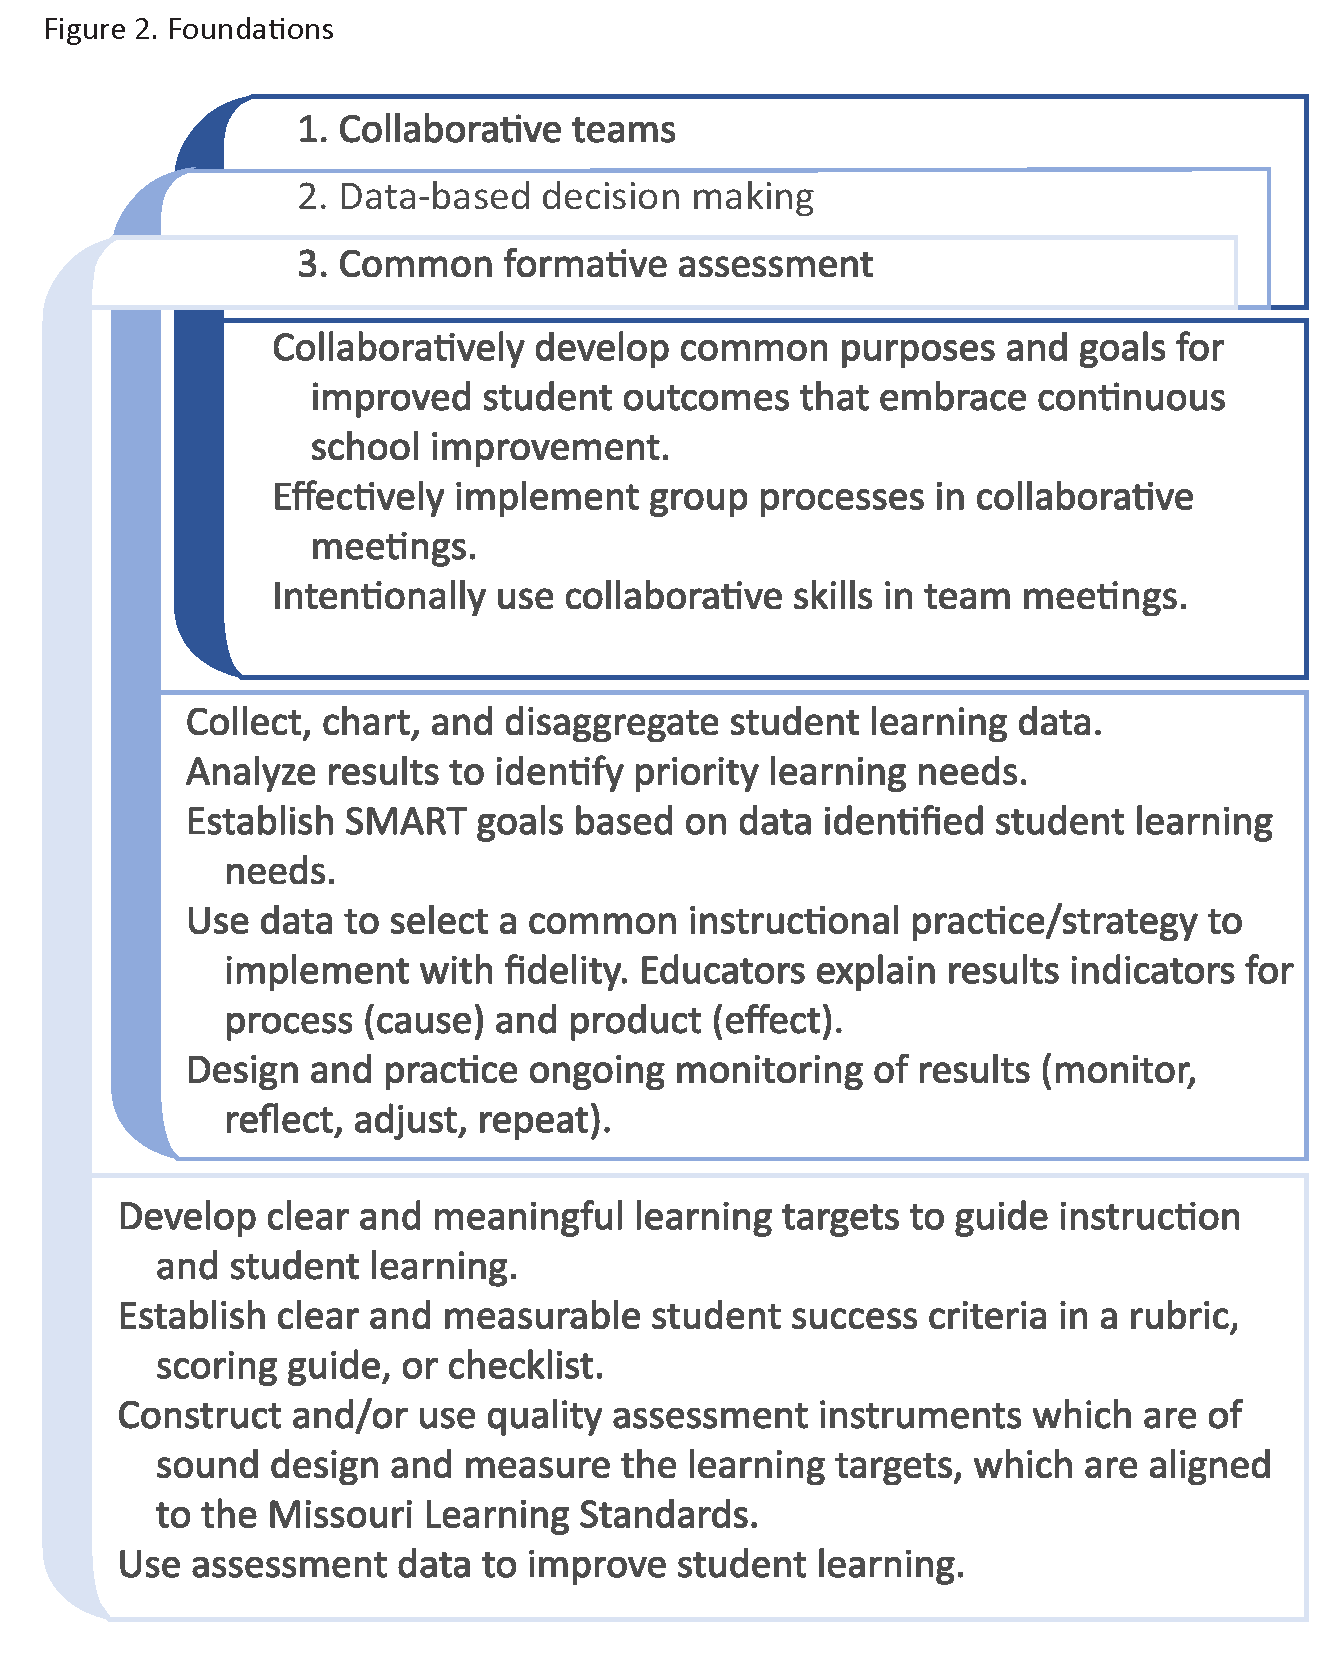 Figure 2. Foundations
1. Collaborative teams
2. Data-based decision making
3. Common formative assessment
Collaboratively develop common purposes and goals for
improved student outcomes that embrace continuous
school improvement.
Effectively implement group processes in collaborative
meetings.
Intentionally use collaborative skills in team meetings.
Collect, chart, and disaggregate student learning data.
Analyze results to identify priority learning needs.
Establish SMART goals based on data identified student learning
needs.
Use data to select a common instructional practice/strategy to
implement with fidelity. Educators explain results indicators for
process (cause) and product (effect).
Design and practice ongoing monitoring of results (monitor,
reflect, adjust, repeat).
Develop clear and meaningful learning targets to guide instruction
and student learning.
Establish clear and measurable student success criteria in a rubric,
scoring guide, or checklist.
Construct and/or use quality assessment instruments which are of
sound design and measure the learning targets, which are aligned
to the Missouri Learning Standards.
Use assessment data to improve student learning.